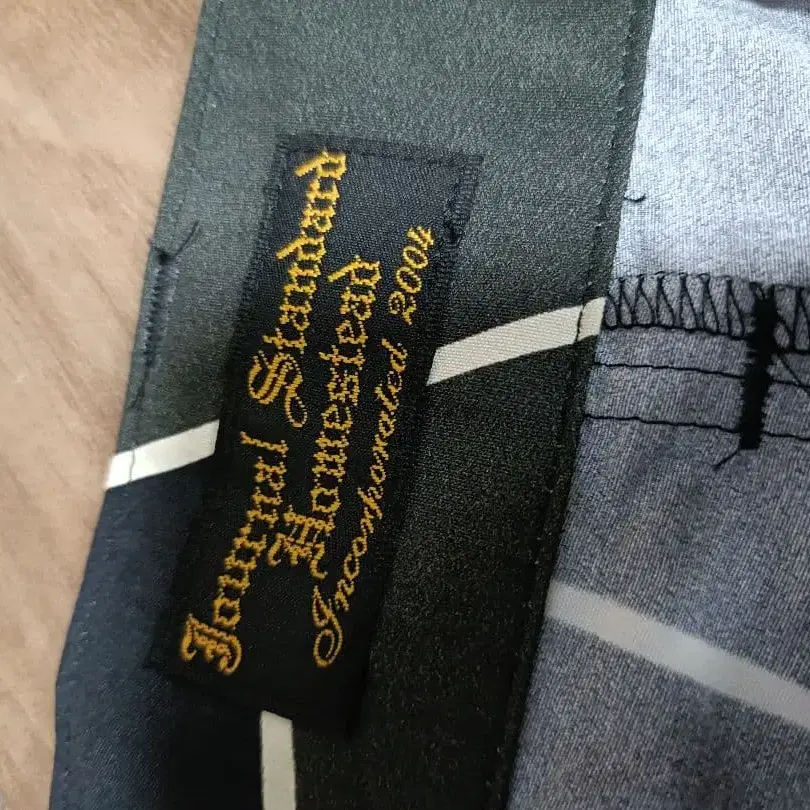 Journal Standard
Homestead
Incorporated 2004